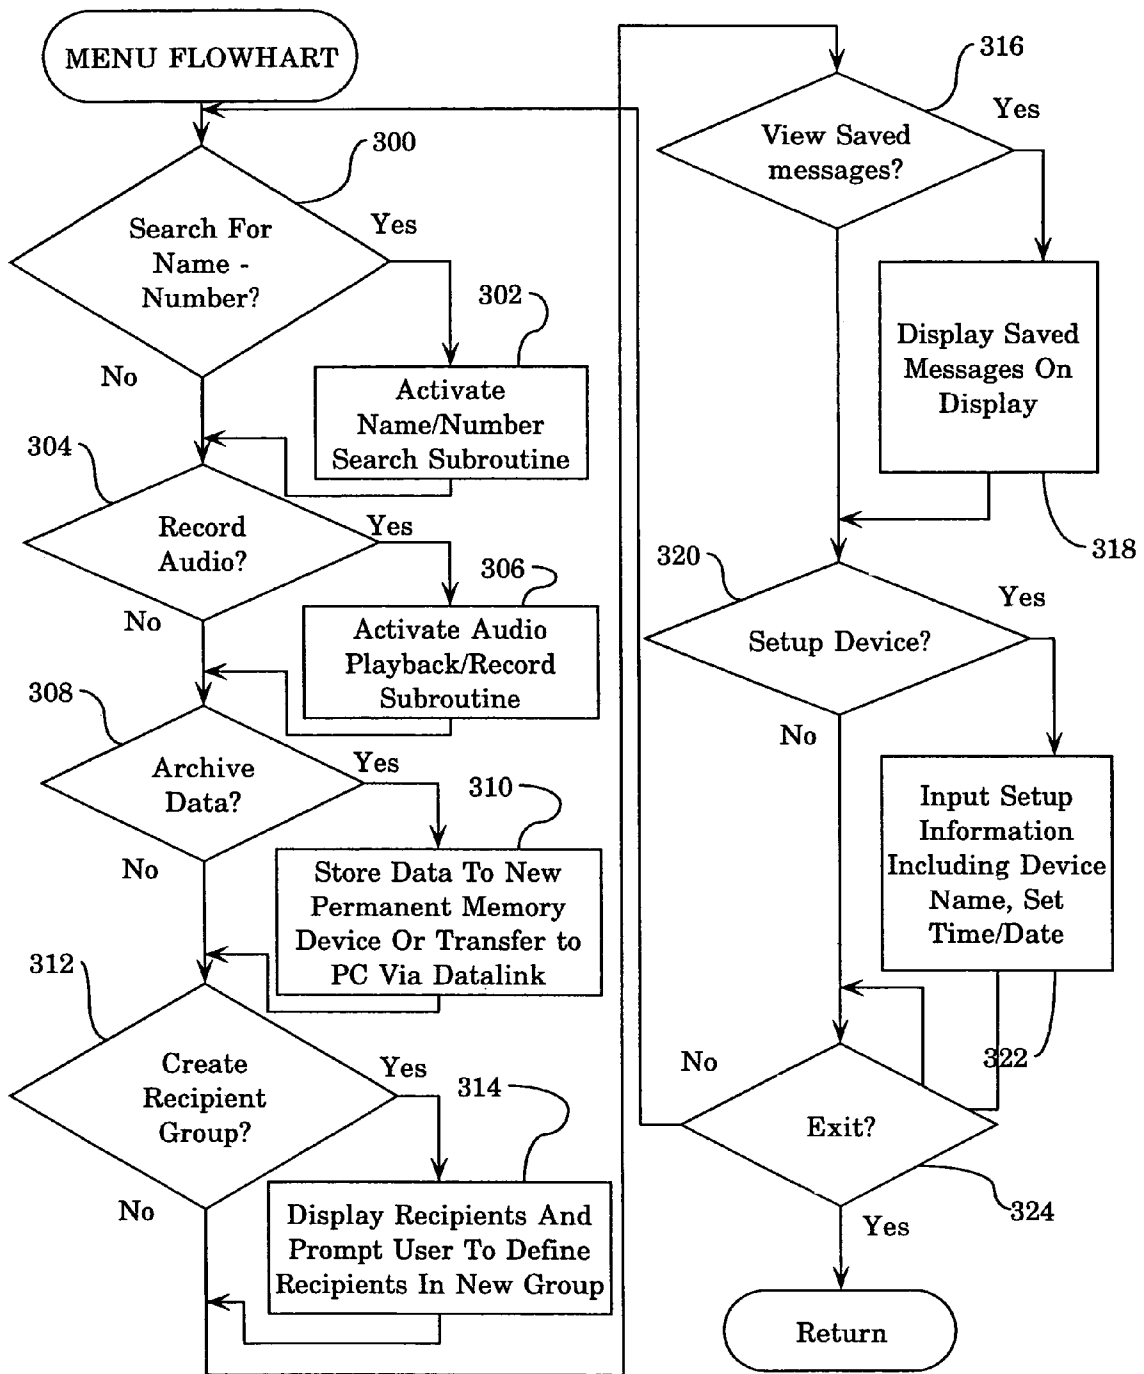 MENU FLOWHART
300
Search For
Name -
Number?
Yes
No
302
Activate
Name/Number
Search Subroutine
304
Record
Audio?
Yes
No
306
Activate Audio
Playback/Record
Subroutine
308
Archive
Data?
Yes
No
310
Store Data To New
Permanent Memory
Device Or Transfer to
PC Via Datalink
312
Create
Recipient
Group?
Yes
No
314
Display Recipients And
Prompt User To Define
Recipients In New Group
316
View Saved
messages?
Yes
Display Saved
Messages On
Display
318
320
Setup Device?
Yes
No
Input Setup
Information
Including Device
Name, Set
Time/Date
322
No
Exit?
324
Yes
Return